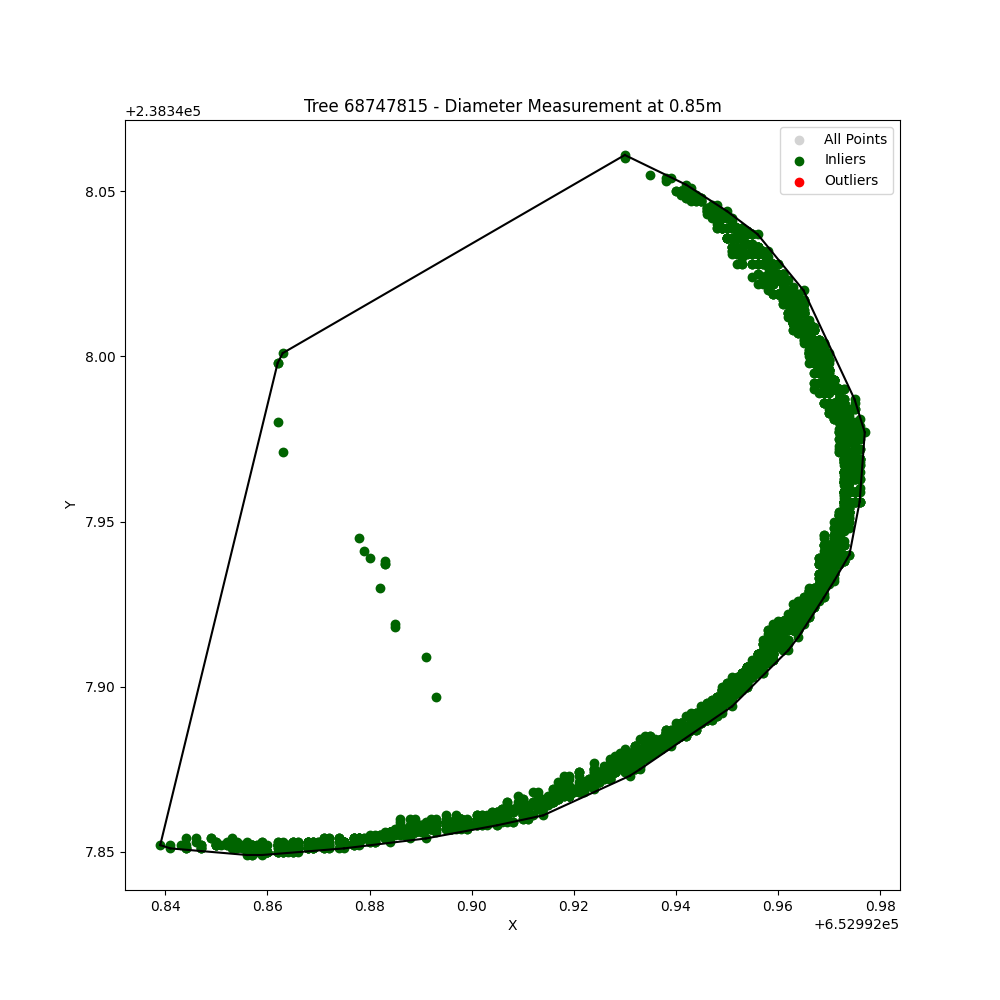 Tree 68747815 - Diameter Measurement at 0.85m
+2.3834e5
All Points
Inliers
Outliers
8.05
8.00
7.95
7.90
7.85
Y
0.84 0.86 0.88 0.90 0.92 0.94 0.96 0.98
X
+6.52992e5